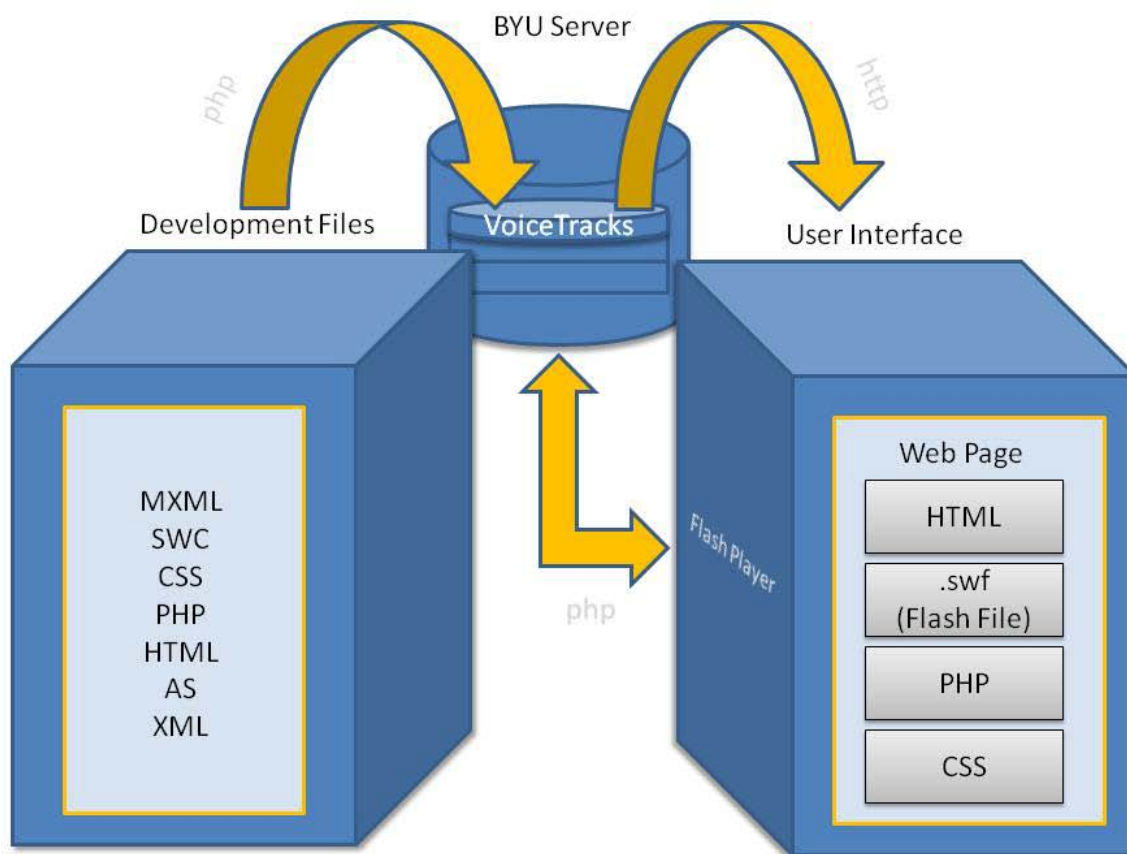 BYU Server
php
http
Development Files
VoiceTracks
User Interface
MXML
SWC
CSS
PHP
HTML
AS
XML
php
Flash Player
Web Page
HTML
.swf
(Flash File)
PHP
CSS